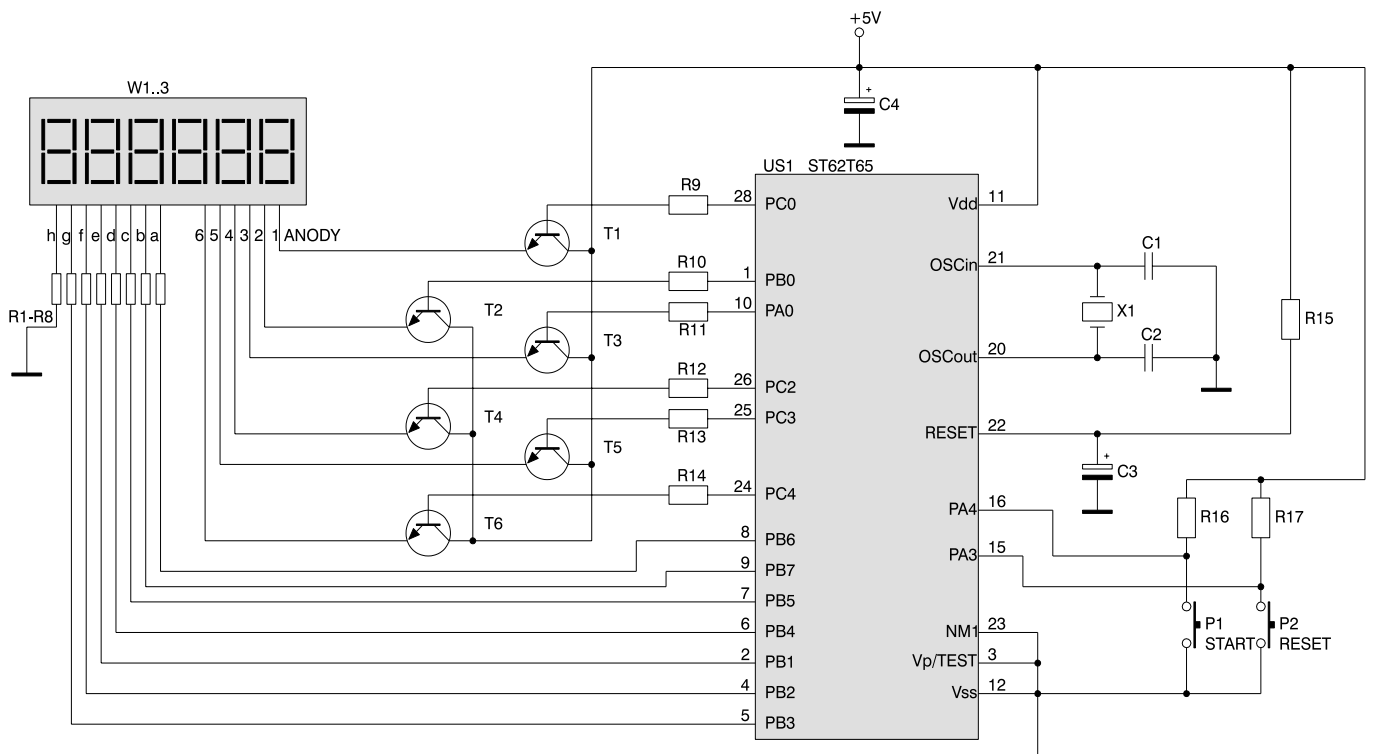 +5V
W1..3
C4
US1 ST62T65
h g f e d c b a 6 5 4 3 2 1 ANODY
R1-R8
T1
T2
T3
T4
T5
T6
R9
R10
R11
R12
R13
R14
28 PC0
1 PB0
10 PA0
26 PC2
25 PC3
24 PC4
8 PB6
9 PB7
7 PB5
6 PB4
2 PB1
4 PB2
5 PB3
Vdd 11
OSCin 21
OSCout 20
RESET 22
PA4 16
PA3 15
NM1 23
Vp/TEST 3
Vss 12
C1
X1
C2
R15
+
+
C3
R16
R17
P1
START
P2
RESET